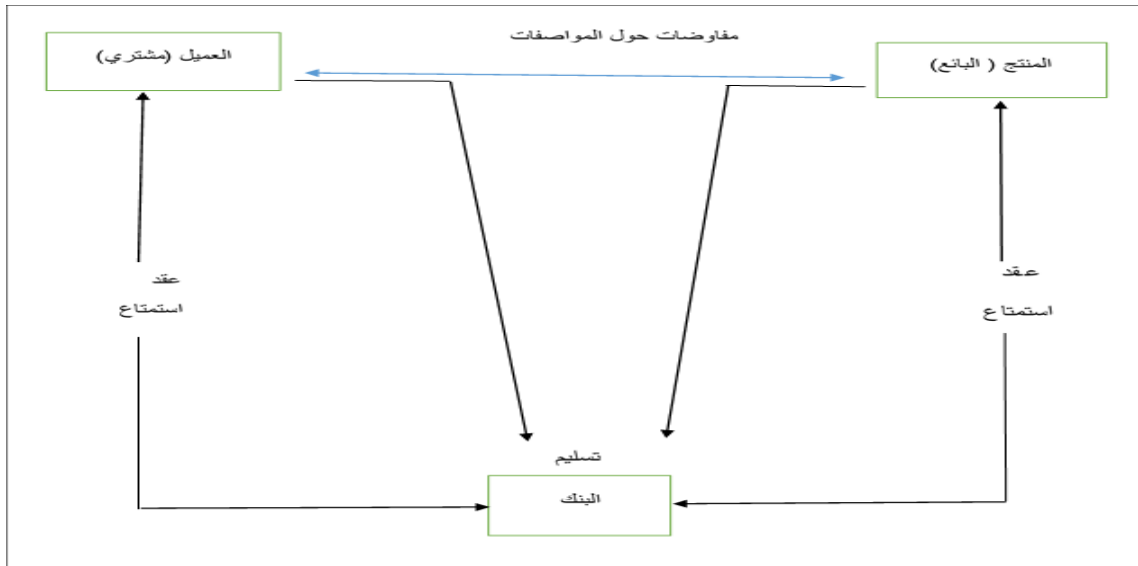 مفاوضات حول المواصفات
المنتج ( البائع)
العميل (مشتري)
عقد
استمتاع
عقد
استمتاع
تسليم
البنك